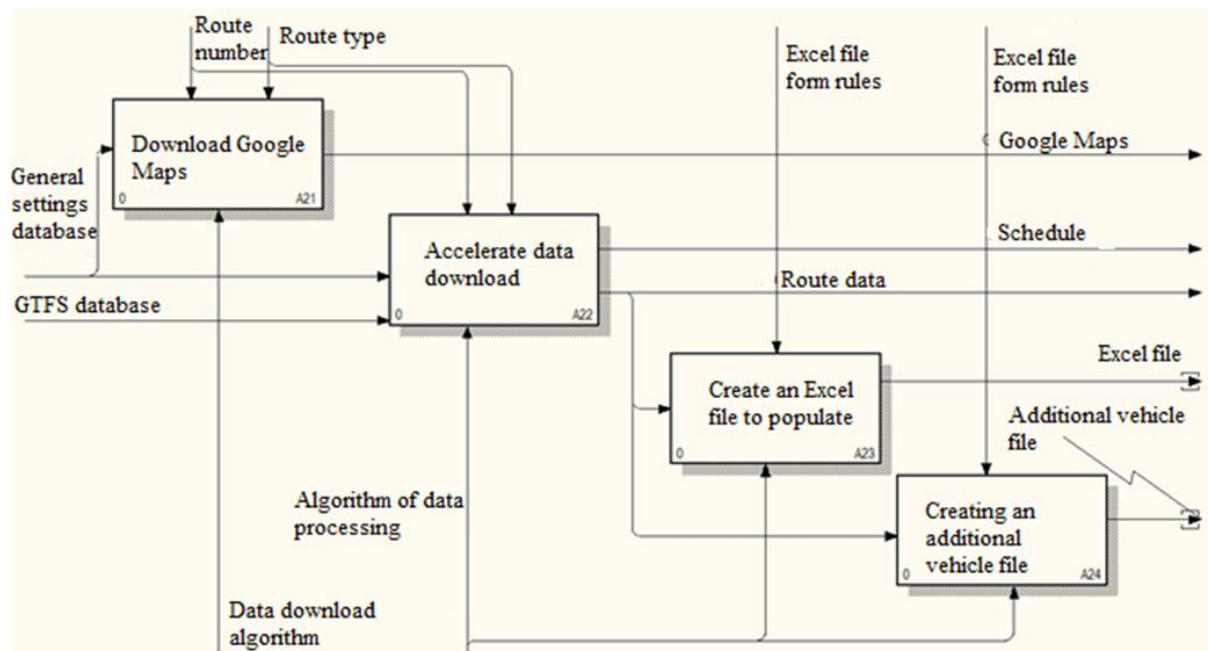 Route
number
Route type
Excel file
form rules
Excel file
form rules
Download Google
Maps
0
A21
Google Maps
General
settings
database
Accelerate data
download
0
A22
Schedule
GTFS database
Route data
Excel file
Create an Excel
file to populate
0
A23
Additional vehicle
file
Algorithm of data
processing
Creating an
additional
vehicle file
0
A24
Data download
algorithm